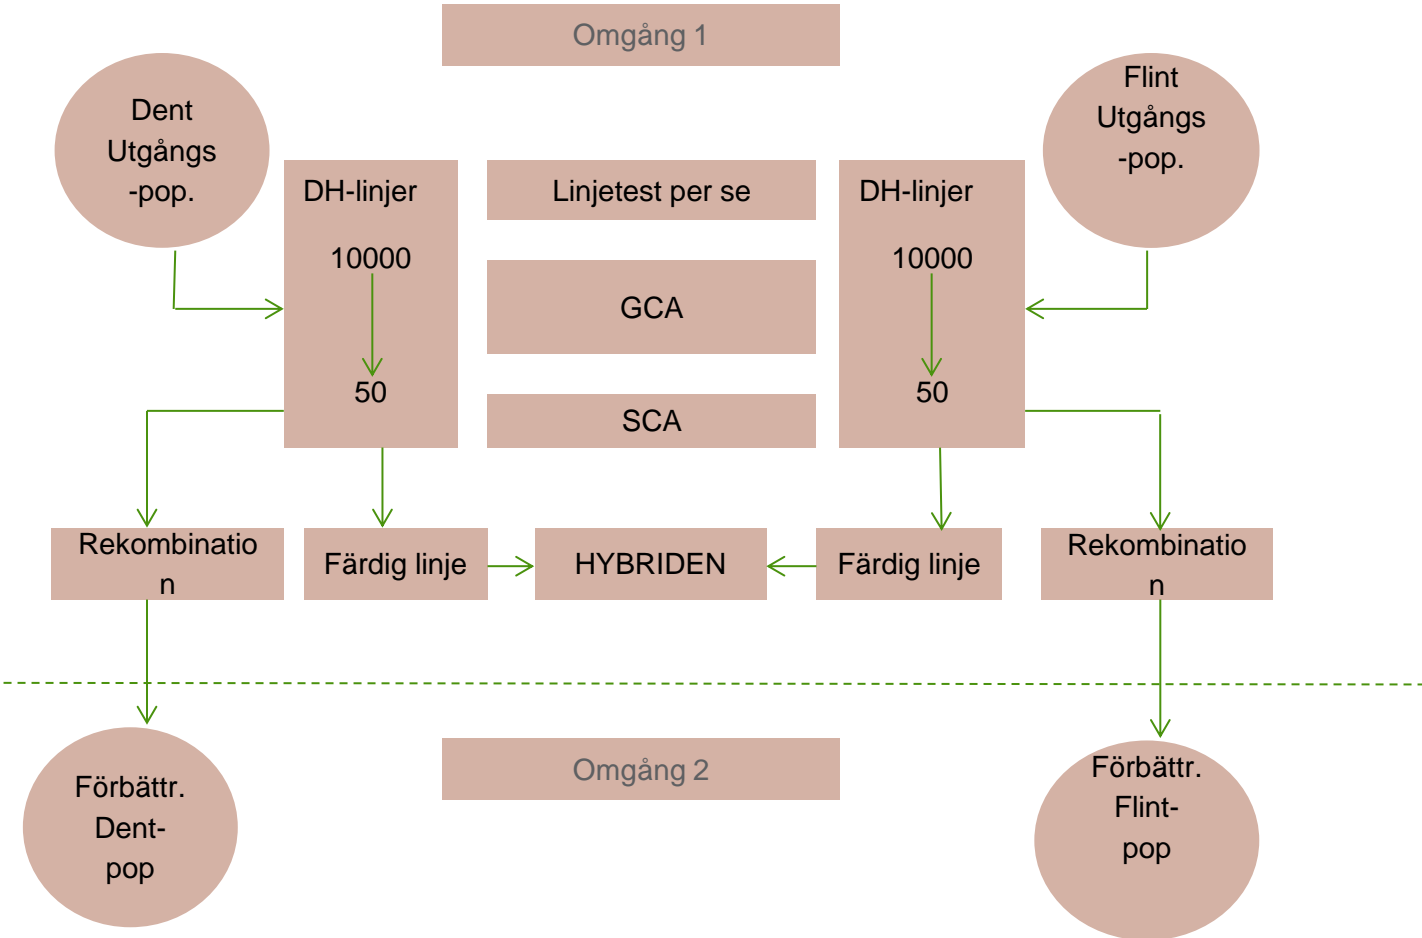 Omgång 1
Dent
Utgångs
-pop.
Flint
Utgångs
-pop.
DH-linjer
10000
50
Linjetest per se
GCA
SCA
DH-linjer
10000
50
Rekombinatio
n
Färdig linje
HYBRIDEN
Färdig linje
Rekombinatio
n
Förbättr.
Dent-
pop
Omgång 2
Förbättr.
Flint-
pop